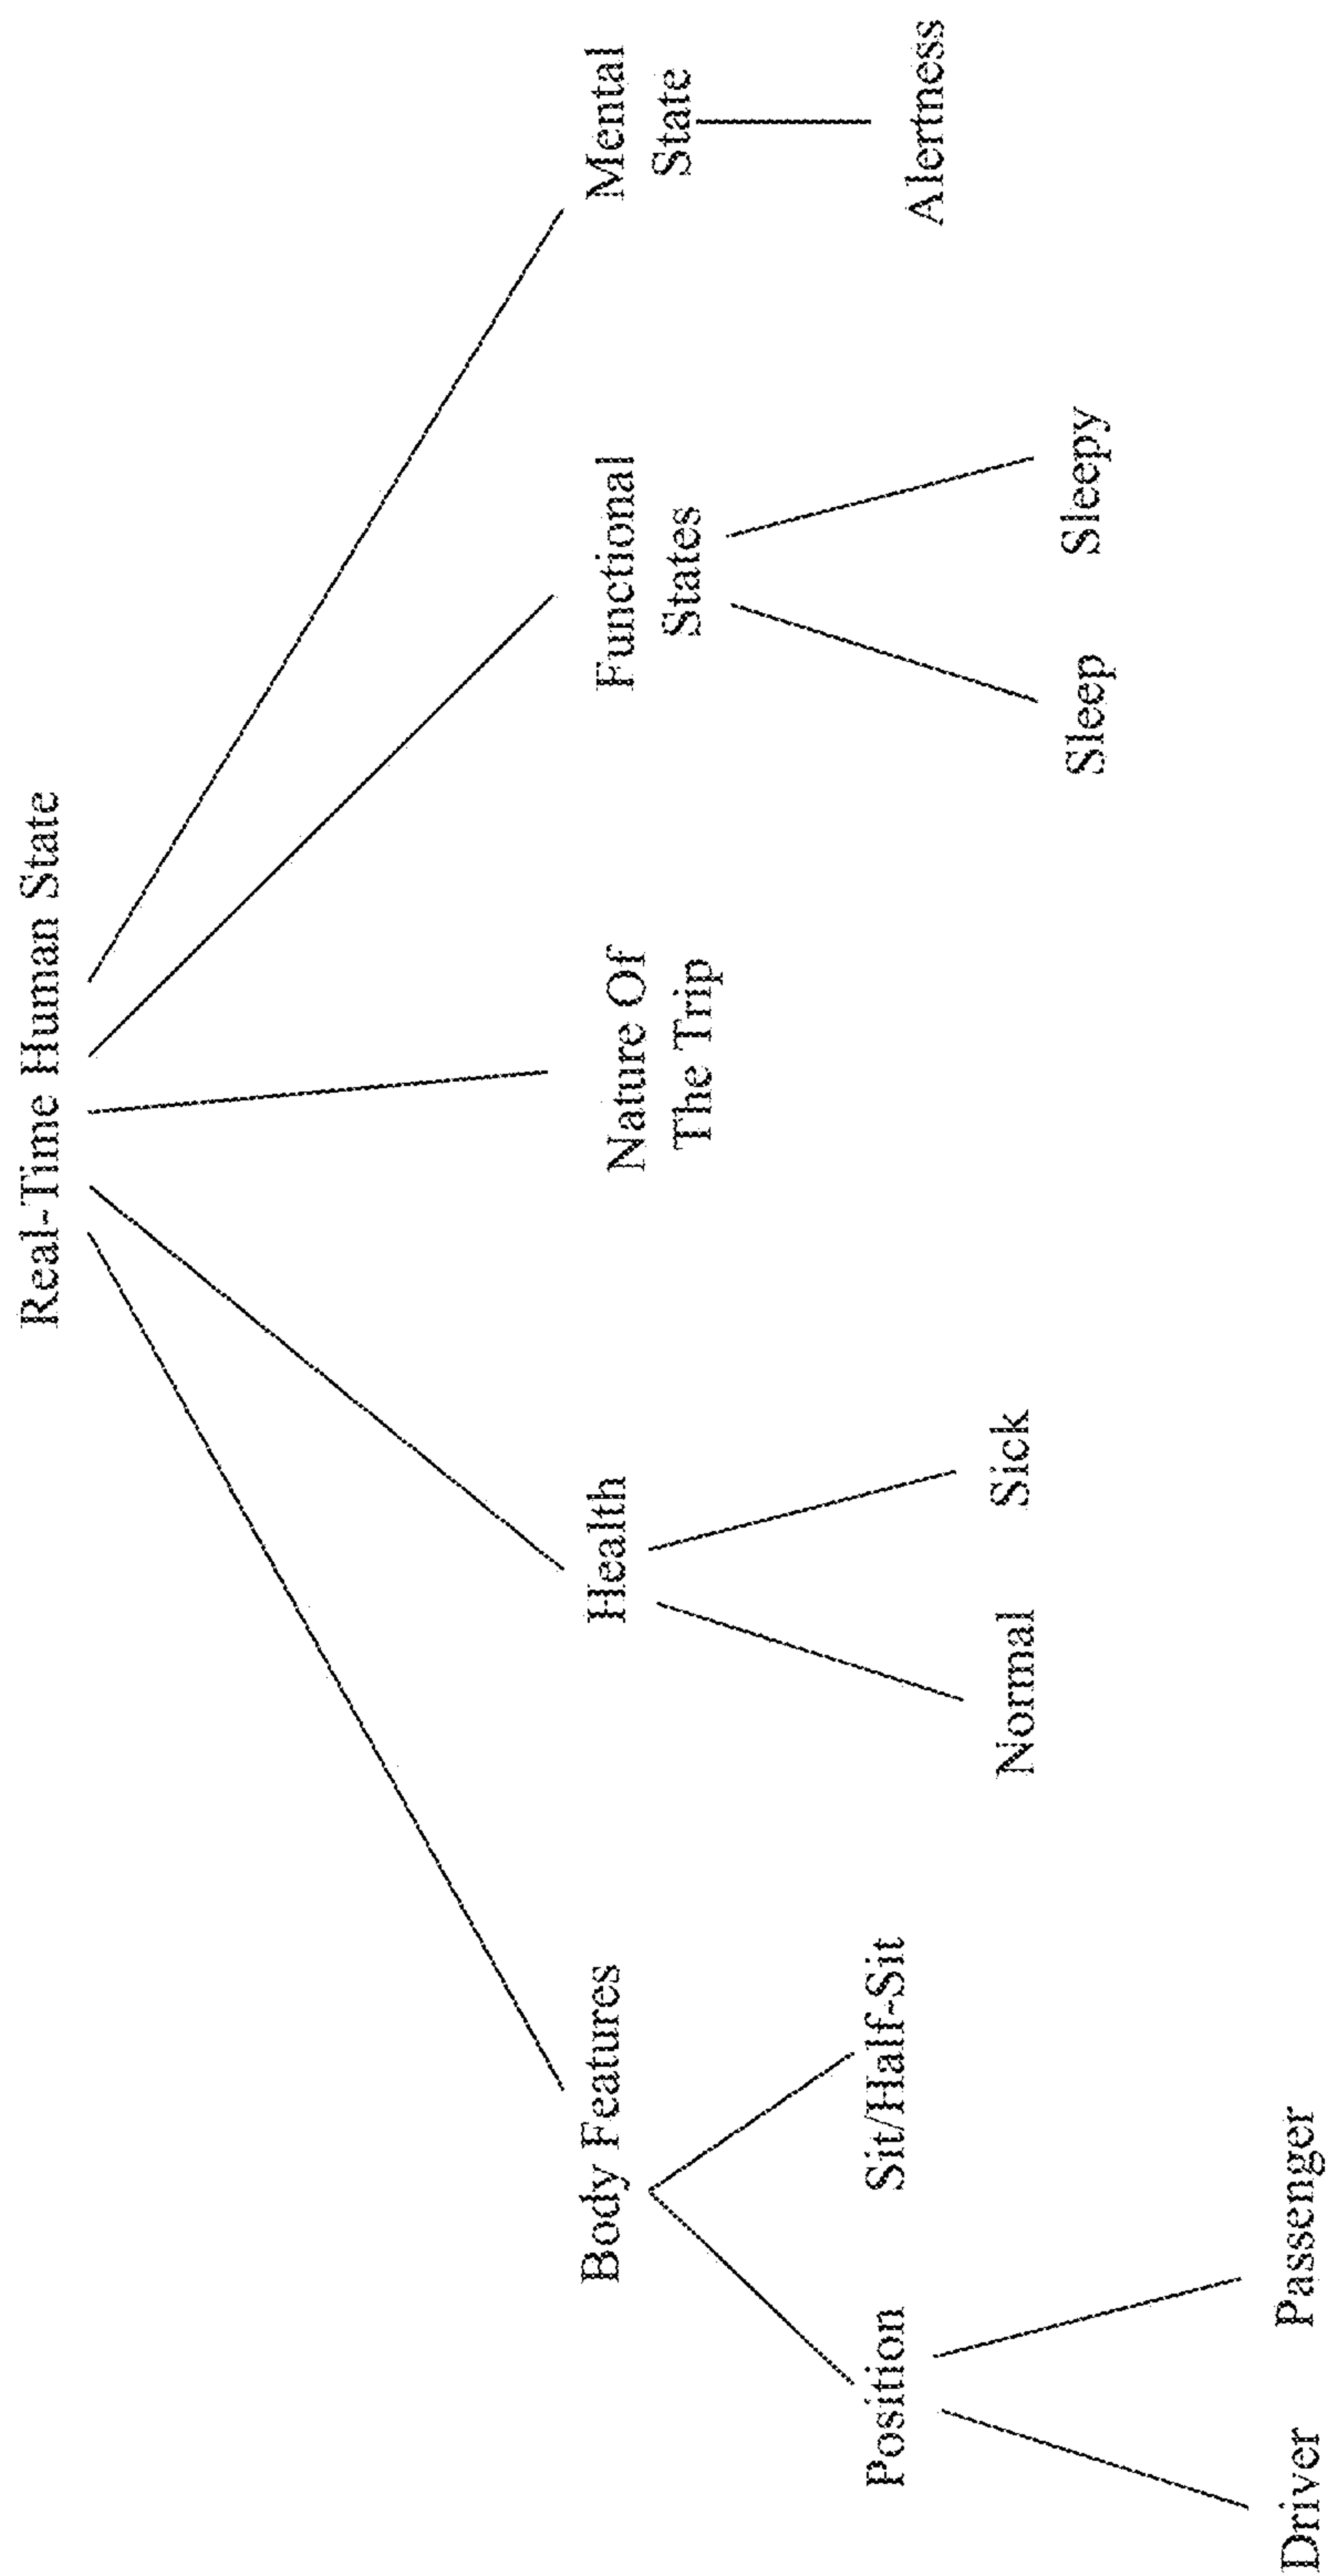 Real-Time Human State
Body Features
Health
Nature Of
The Trip
Functional
States
Mental
State
Position
Sit/Half-Sit
Normal
Sick
Sleep
Sleepy
Alertness
Driver
Passenger